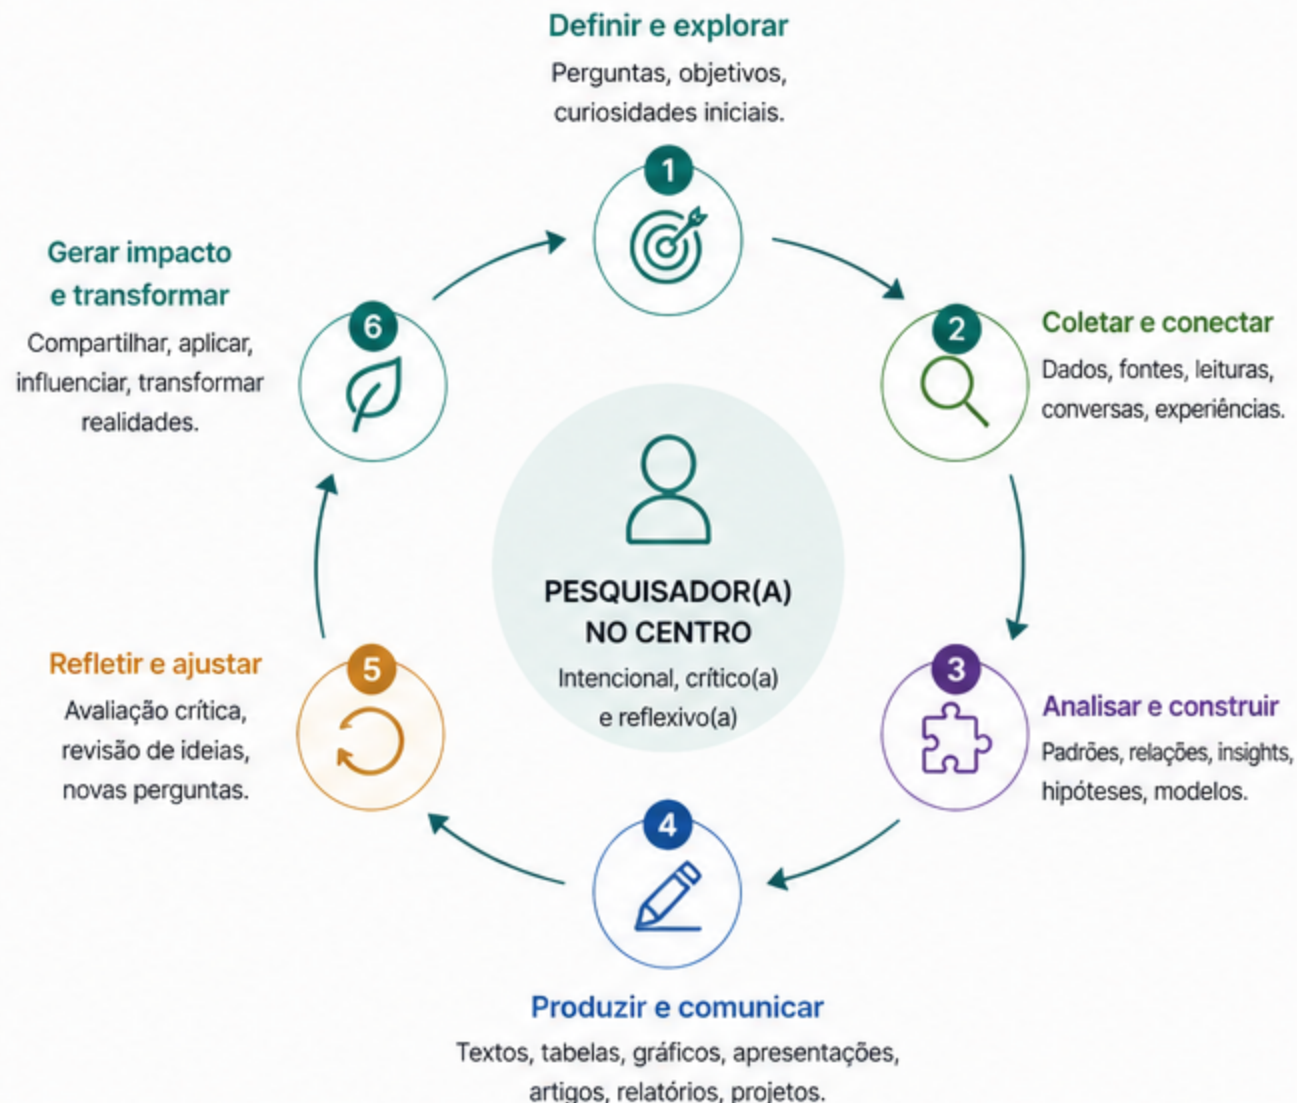 Definir e explorar
Perguntas, objetivos,
curiosidades iniciais.
1
2
Coletar e conectar
Dados, fontes, leituras,
conversas, experiências.
3
Analisar e construir
Padrões, relações, insights,
hipóteses, modelos.
4
Produzir e comunicar
Textos, tabelas, gráficos, apresentações,
artigos, relatórios, projetos.
5
Refletir e ajustar
Avaliação crítica,
revisão de ideias,
novas perguntas.
6
Gerar impacto
e transformar
Compartilhar, aplicar,
influenciar, transformar
realidades.
PESQUISADOR(A)
NO CENTRO
Intencional, crítico(a)
e reflexivo(a)